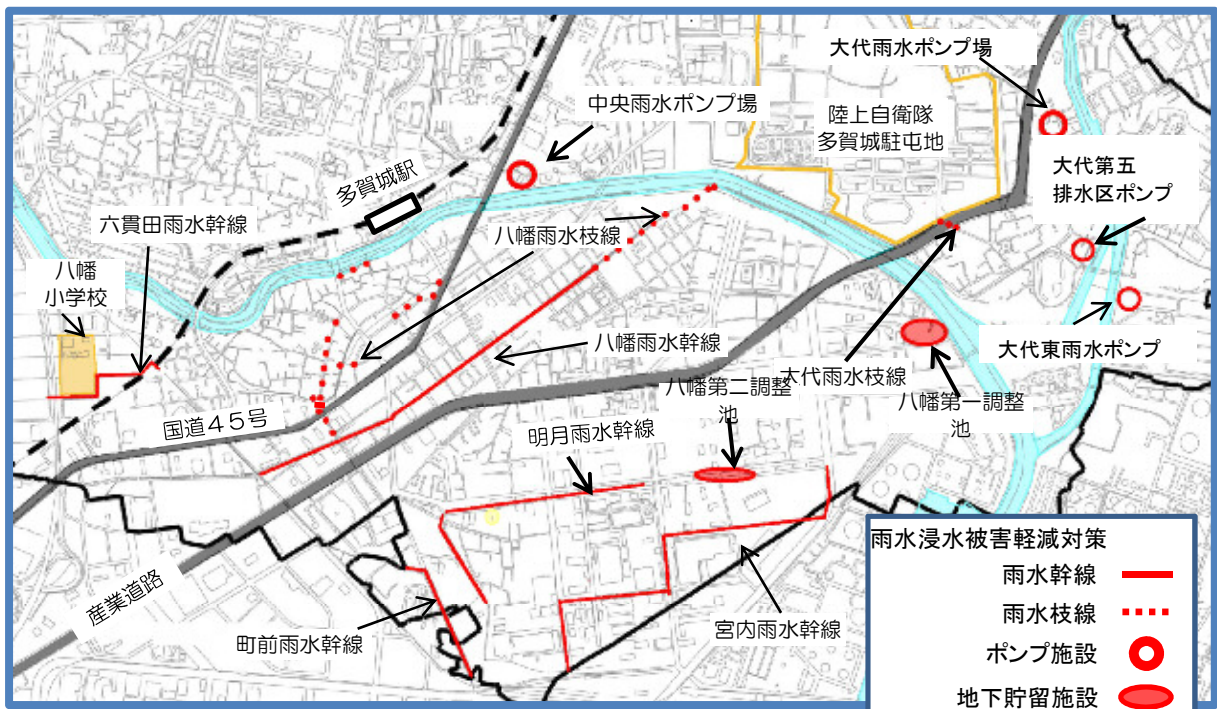 大代雨水ポンプ場
中央雨水ポンプ場
陸上自衛隊
多賀城駐屯地
多賀城駅
大代第五
排水区ポンプ
六貫田雨水幹線
八幡雨水枝線
八幡
小学校
八幡雨水幹線
大代雨水枝線
大代東雨水ポンプ
八幡第二調整
池
八幡第一調整
池
国道45号
明月雨水幹線
産業道路
町前雨水幹線
宮内雨水幹線
雨水浸水被害軽減対策
雨水幹線
雨水枝線
ポンプ施設
地下貯留施設